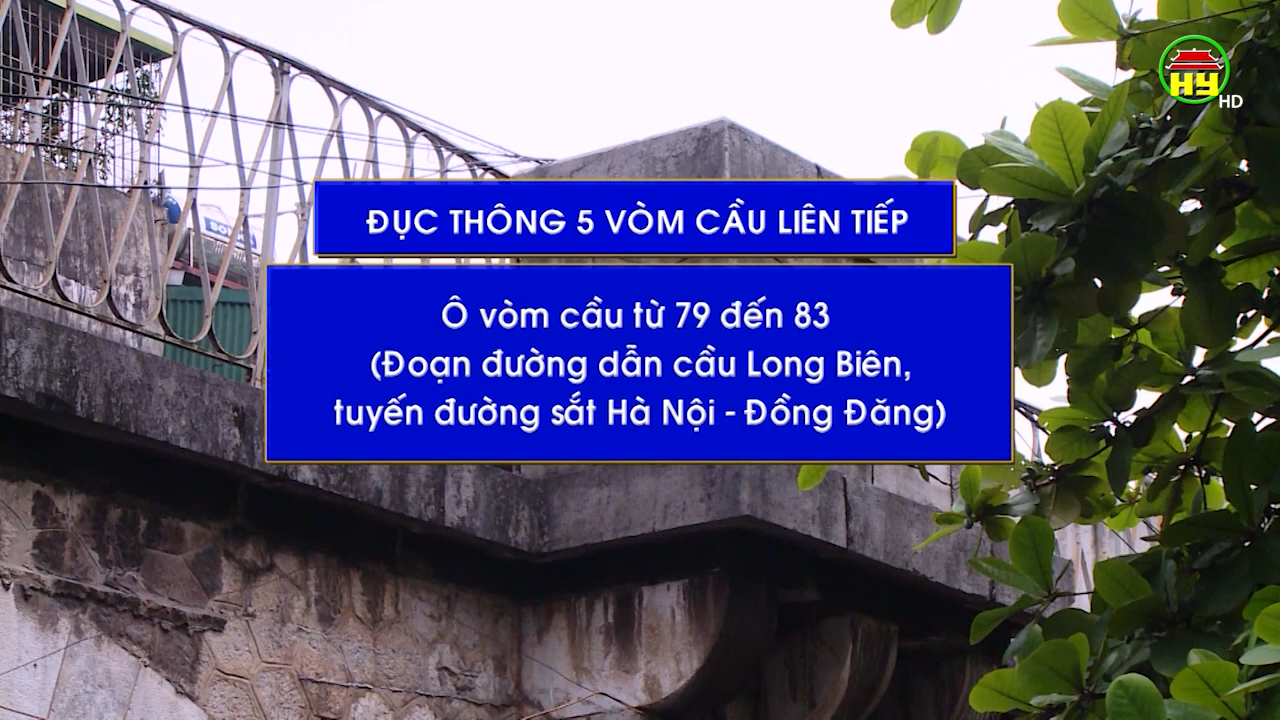 HY
HD
ĐỤC THÔNG 5 VÒM CẦU LIÊN TIẾP
Ô vòm cầu từ 79 đến 83
(Đoạn đường dẫn cầu Long Biên,
tuyến đường sắt Hà Nội - Đồng Đăng)